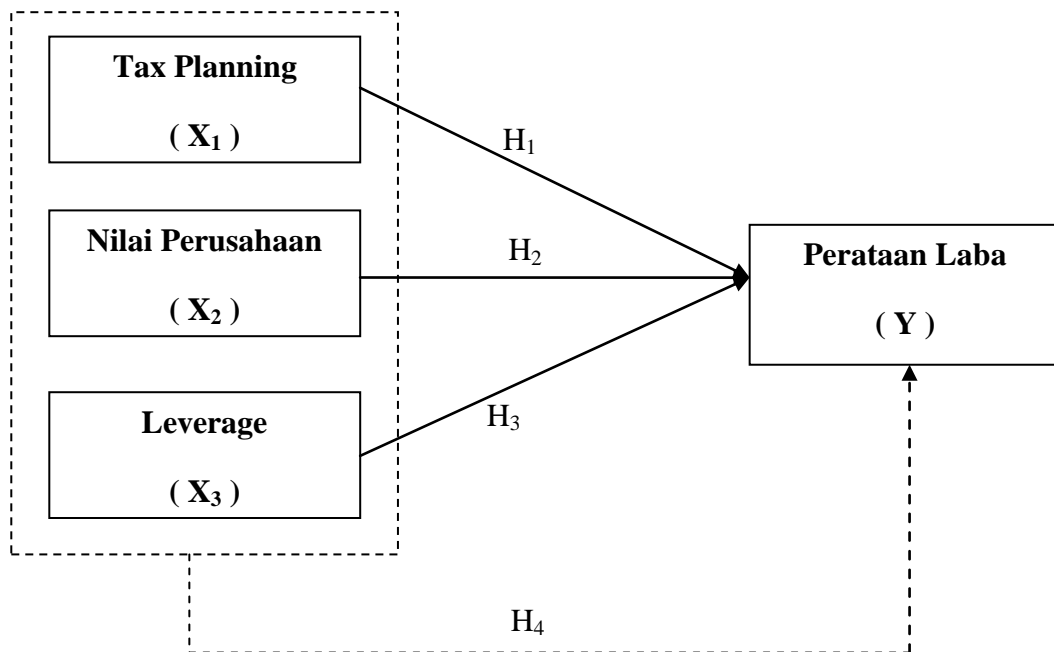 Tax Planning
( X₁ )
H₁
Nilai Perusahaan
( X₂ )
H₂
Perataan Laba
( Y )
Leverage
( X₃ )
H₃
H₄